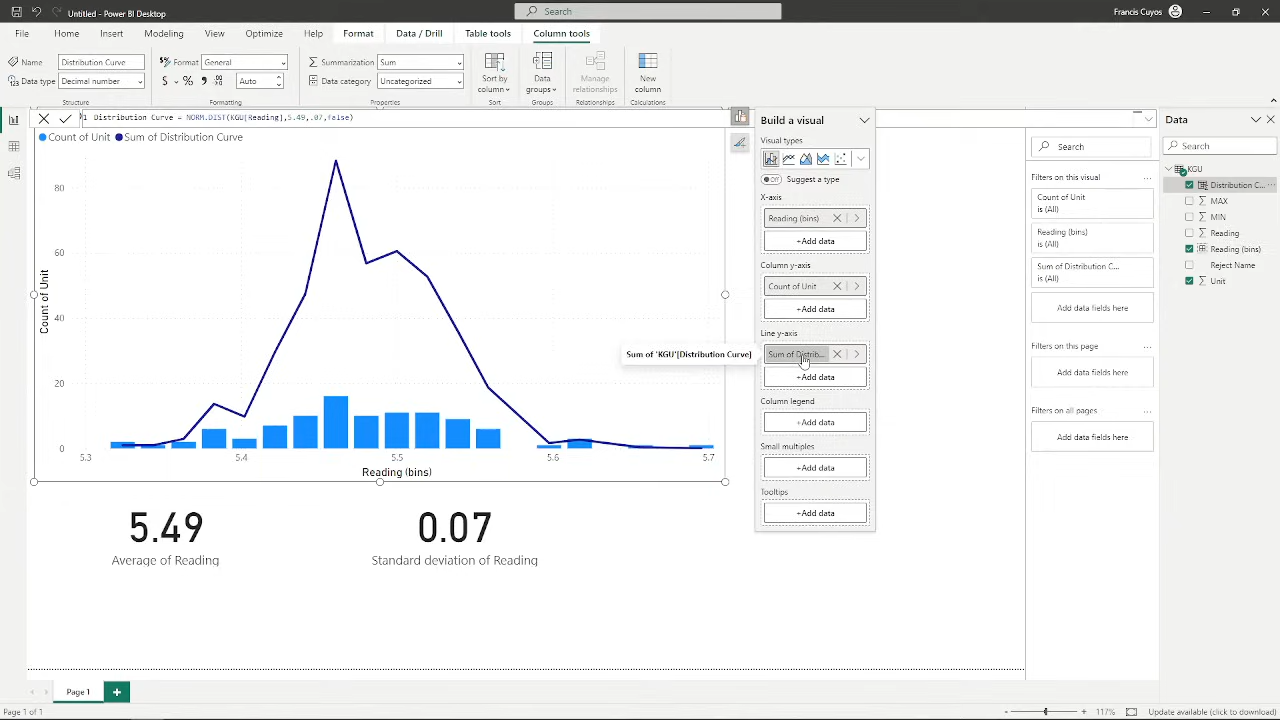 Untitled - Power BI Desktop
Search
Francis Cuyos
File
Home
Insert
Modeling
View
Optimize
Help
Format
Data / Drill
Table tools
Column tools
Name
Distribution Curve
Format
General
Summarization
Sum
Data type
Decimal number
$
%
Auto
Data category
Uncategorized
Sort by column
Data groups
Manage relationships
New column
Structure
Formatting
Properties
Sort
Groups
Relationships
Calculations
1 Distribution Curve = NORM.DIST(KGU[Reading],5.49,.07,false)
Count of Unit
Sum of Distribution Curve
Count of Unit
80
60
40
20
0
5.3
5.4
5.5
5.6
5.7
Reading (bins)
5.49
Average of Reading
0.07
Standard deviation of Reading
Sum of 'KGU'[Distribution Curve]
Build a visual
Visual types
Off
Suggest a type
X-axis
Reading (bins)
+Add data
Column y-axis
Count of Unit
+Add data
Line y-axis
Sum of Distrib...
+Add data
Column legend
+Add data
Small multiples
+Add data
Tooltips
+Add data
Search
Filters on this visual
...
Count of Unit
is (All)
Reading (bins)
is (All)
Sum of Distribution C...
is (All)
Add data fields here
Filters on this page
...
Add data fields here
Filters on all pages
...
Add data fields here
Data
Search
KGU
Distribution C...
...
MAX
MIN
Reading
Reading (bins)
Reject Name
Unit
Page 1
+
Page 1 of 1
-
+
117%
Update available (click to download)